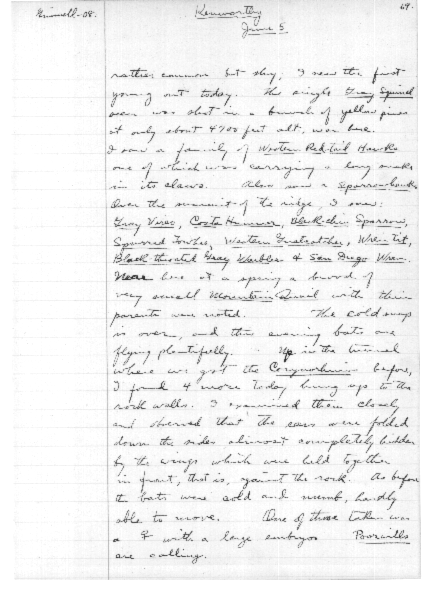 Grinnell-08. Kenworthy 69.
June 5
rather common but shy; I saw the first
young out today. The single Gray Squirrel
seen was shot in a bunch of yellow pines
at only about 4700 feet alt. near here.
I saw a family of Western Redtail Hawks
one of which was carrying a long snake
in its claws. Also saw a Sparrowhawk.
Over the summit of the ridge, I saw:
Gray Vireo, Costa Hummer, Black-chin Sparrow,
Spurred Towhee, Western Gnatcatcher, Wren-tit,
Black-throated Gray Warbler & San Diego Wren.
Near here at a spring a brood of
very small Mountain Quail with their
parents were noted. The cold snap
is over, and this evening bats are
flying plentifully. Up in the tunnel
where we got the Corynorhinus before,
I found 4 more today hung up to the
rock walls. I examined them closely
and observed that the ears were folded
down the sides almost completely hidden
by the wings which were held together
in front, that is, against the rock. As before
the bats were cold and numb, hardly
able to move. One of those taken was
a ♀ with a large embryo. Poorwills
are calling.